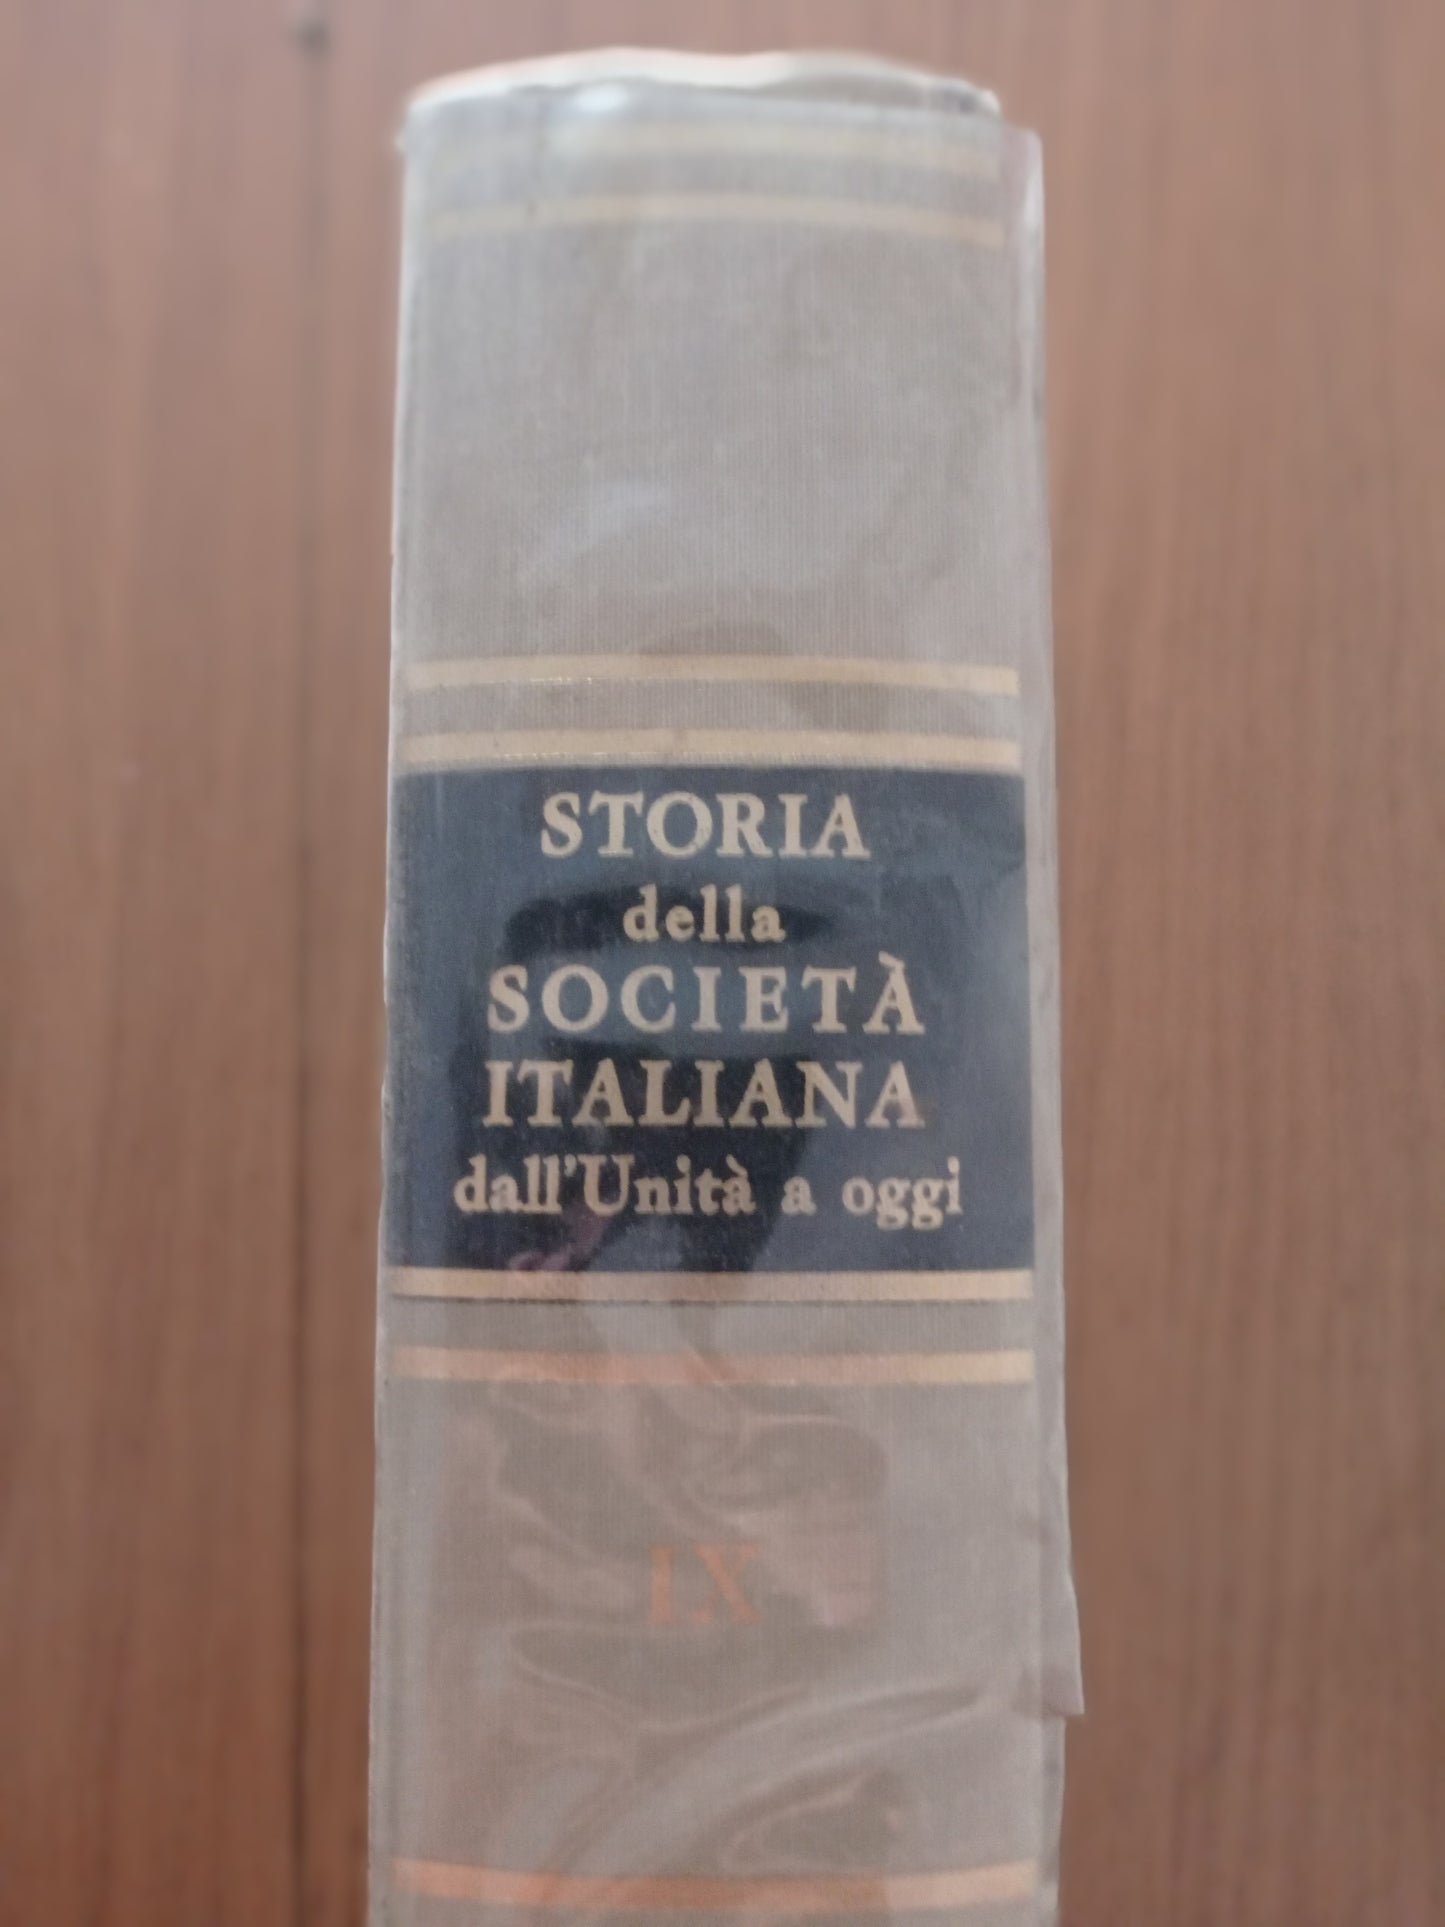 STORIA
della
SOCIETÀ
ITALIANA
dall'Unità a oggi
IX